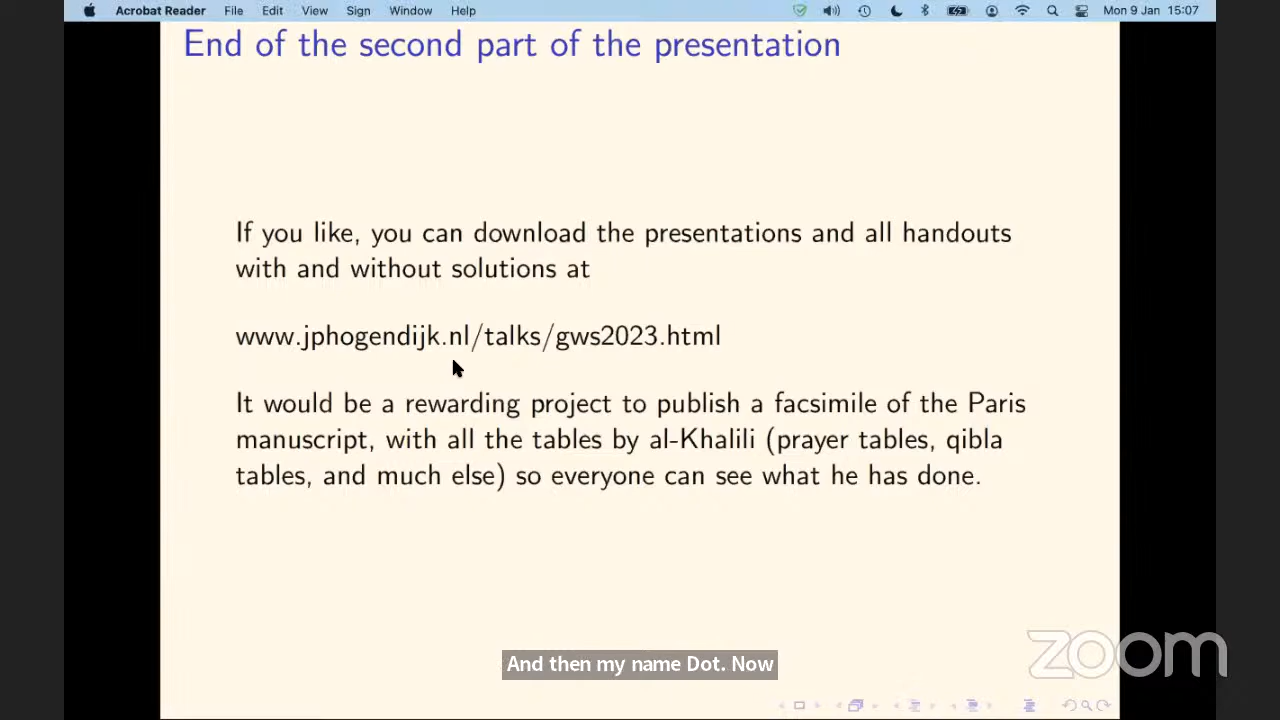 Acrobat Reader File Edit View Sign Window Help Mon 9 Jan 15:07
End of the second part of the presentation
If you like, you can download the presentations and all handouts
with and without solutions at
www.jphogendijk.nl/talks/gws2023.html
It would be a rewarding project to publish a facsimile of the Paris
manuscript, with all the tables by al-Khalili (prayer tables, qibla
tables, and much else) so everyone can see what he has done.
zoom
And then my name Dot. Now